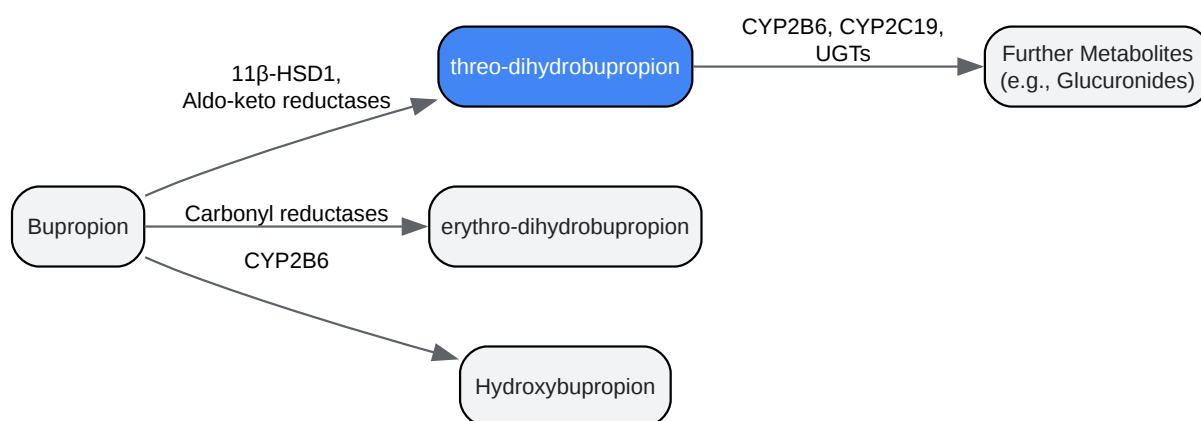 CYP2B6, CYP2C19,
UGTs
threo-dihydrobupropion
Further Metabolites
(e.g., Glucuronides)
11β-HSD1,
Aldo-keto reductases
Bupropion
Carbonyl reductases
erythro-dihydrobupropion
CYP2B6
Hydroxybupropion